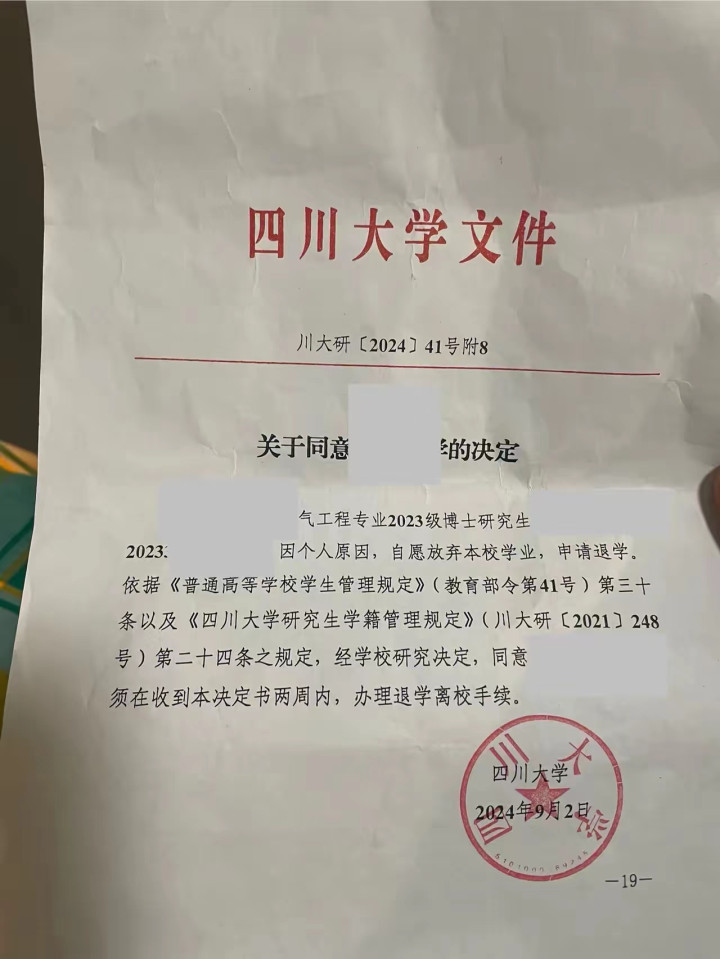 四川大学文件
川大研〔2024〕41号附8
关于同意 学的决定
气工程专业2023级博士研究生
2023 因个人原因，自愿放弃本校学业，申请退学。
依据《普通高等学校学生管理规定》（教育部令第41号）第三十
条以及《四川大学研究生学籍管理规定》（川大研〔2021〕248
号）第二十四条之规定，经学校研究决定，同意
须在收到本决定书两周内，办理退学离校手续。
四川大学
四川大学
2024年9月2日
—19—